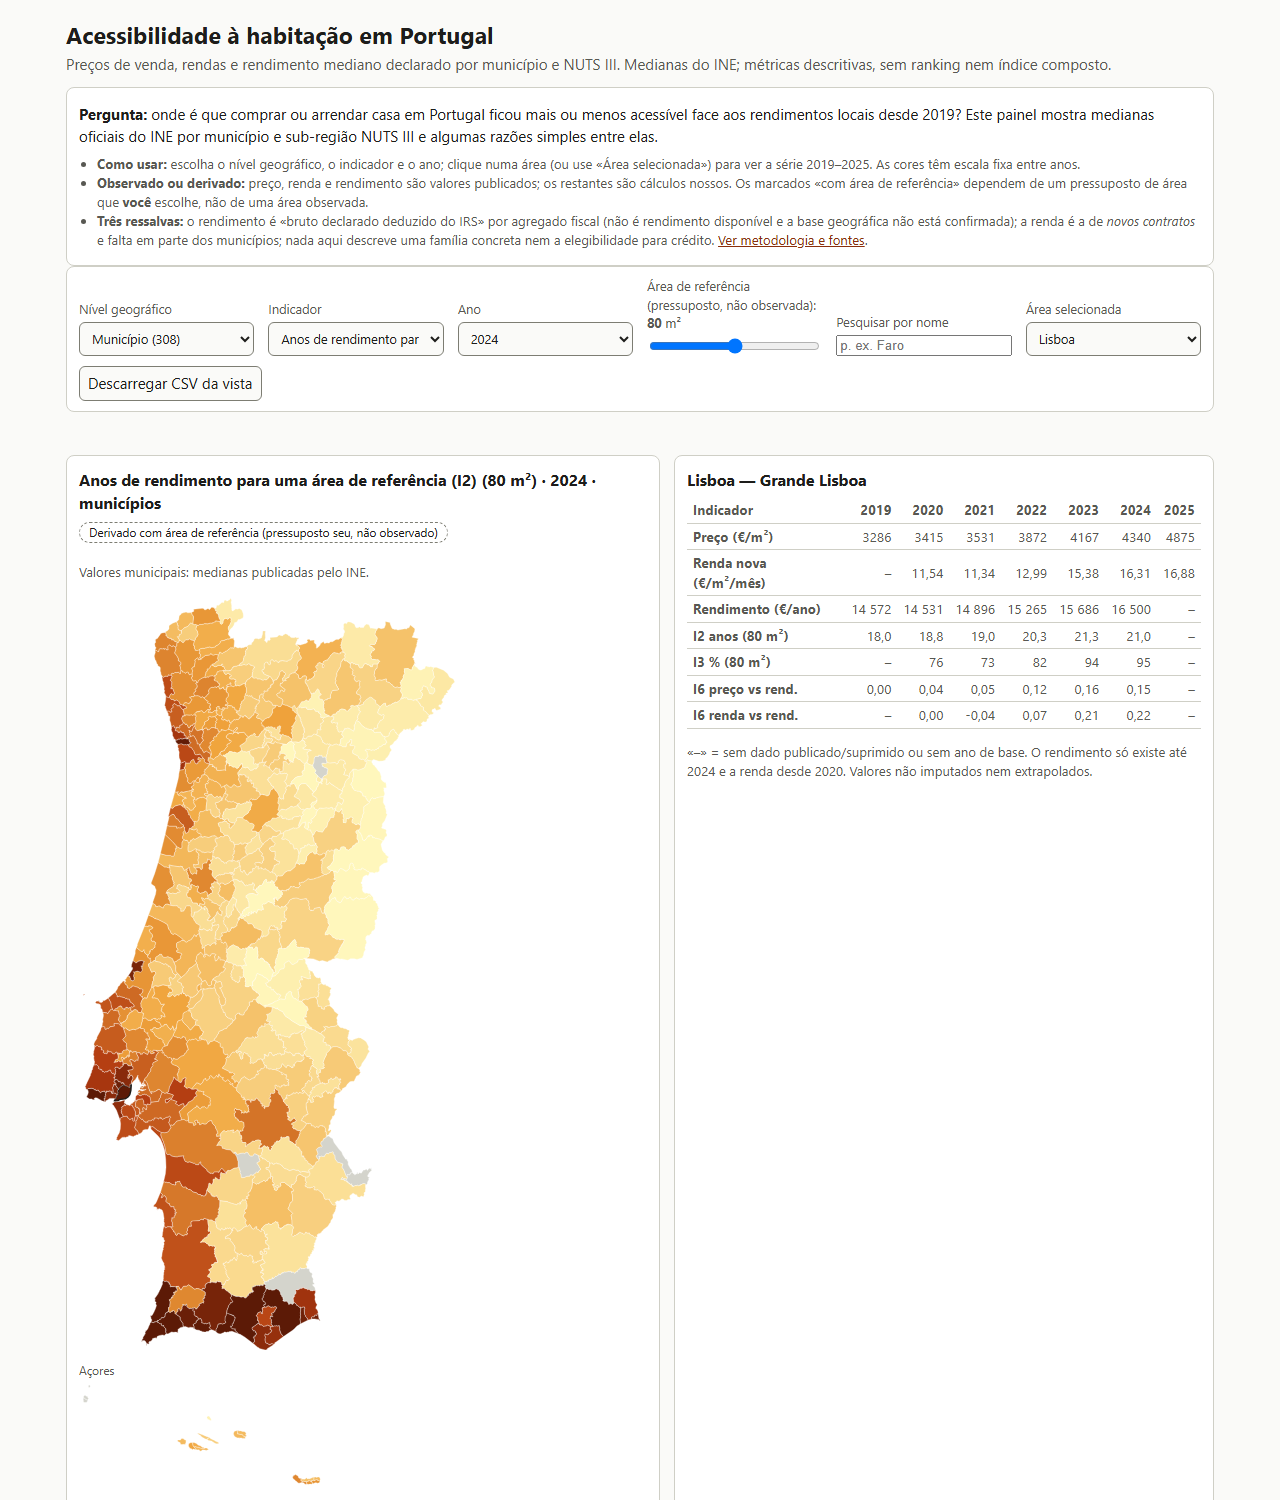 Acessibilidade à habitação em Portugal
Preços de venda, rendas e rendimento mediano declarado por município e NUTS III. Medianas do INE; métricas descritivas, sem ranking nem índice composto.
Pergunta: onde é que comprar ou arrendar casa em Portugal ficou mais ou menos acessível face aos rendimentos locais desde 2019? Este painel mostra medianas
oficiais do INE por município e sub-região NUTS III e algumas razões simples entre elas.
• Como usar: escolha o nível geográfico, o indicador e o ano; clique numa área (ou use «Área selecionada») para ver a série 2019–2025. As cores têm escala fixa entre anos.
• Observado ou derivado: preço, renda e rendimento são valores publicados; os restantes são cálculos nossos. Os marcados «com área de referência» dependem de um pressuposto de área
que você escolhe, não de uma área observada.
• Três ressalvas: o rendimento é «bruto declarado deduzido do IRS» por agregado fiscal (não é rendimento disponível e a base geográfica não está confirmada); a renda é a de novos contratos
e falta em parte dos municípios; nada aqui descreve uma família concreta nem a elegibilidade para crédito. Ver metodologia e fontes.
Nível geográfico
Município (308)
Indicador
Anos de rendimento par
Ano
2024
Área de referência
(pressuposto, não observada):
80 m²
Pesquisar por nome
p. ex. Faro
Área selecionada
Lisboa
Descarregar CSV da vista
Anos de rendimento para uma área de referência (I2) (80 m²) · 2024 ·
municípios
Derivado com área de referência (pressuposto seu, não observado)
Valores municipais: medianas publicadas pelo INE.
Açores
Lisboa — Grande Lisboa
Indicador 2019 2020 2021 2022 2023 2024 2025
Preço (€/m²) 3286 3415 3531 3872 4167 4340 4875
Renda nova
(€/m²/mês) – 11,54 11,34 12,99 15,38 16,31 16,88
Rendimento (€/ano) 14 572 14 531 14 896 15 265 15 686 16 500 –
I2 anos (80 m²) 18,0 18,8 19,0 20,3 21,3 21,0 –
I3 % (80 m²) – 76 73 82 94 95 –
I6 preço vs rend. 0,00 0,04 0,05 0,12 0,16 0,15 –
I6 renda vs rend. – 0,00 -0,04 0,07 0,21 0,22 –
«–» = sem dado publicado/suprimido ou sem ano de base. O rendimento só existe até
2024 e a renda desde 2020. Valores não imputados nem extrapolados.